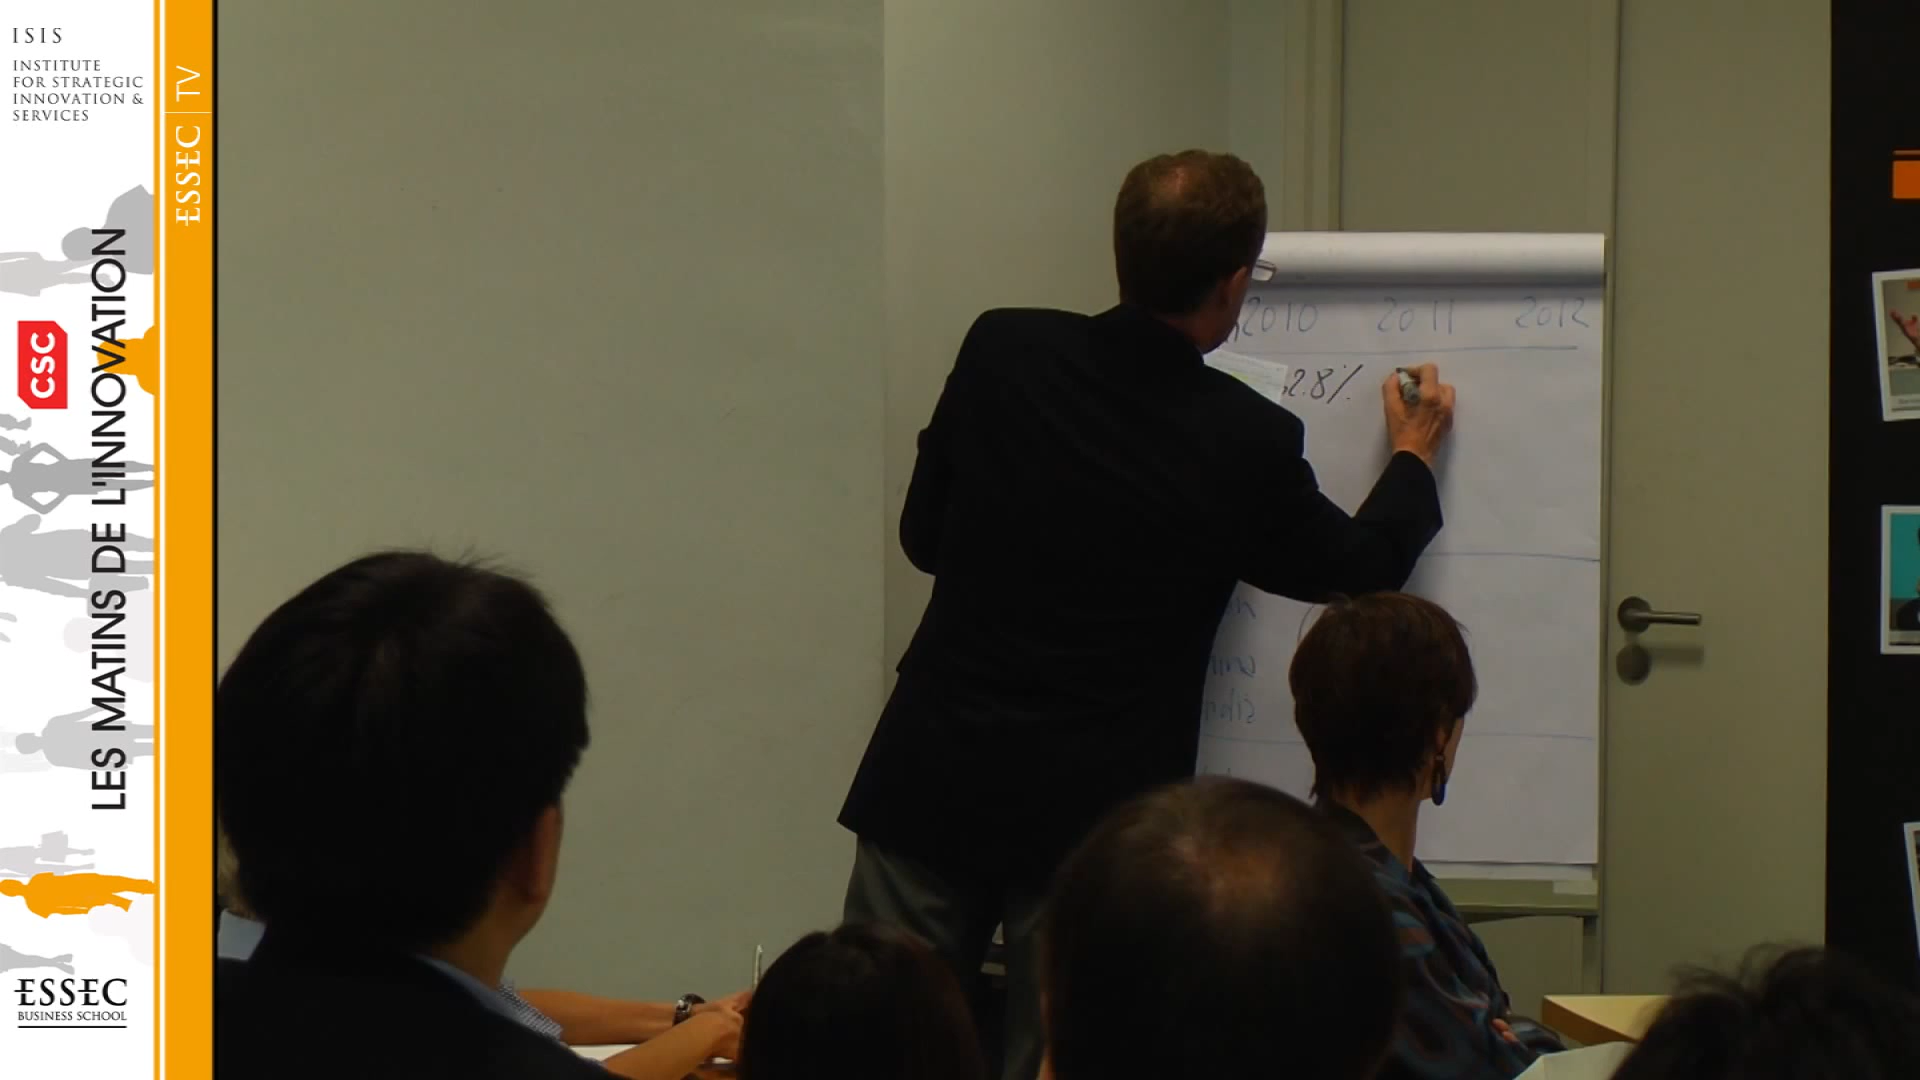 ISIS
INSTITUTE
FOR STRATEGIC
INNOVATION &
SERVICES
ESSEC | TV
CSC
LES MATINS DE L'INNOVATION
ESSEC
BUSINESS SCHOOL
2010 2011 2012
2.8%